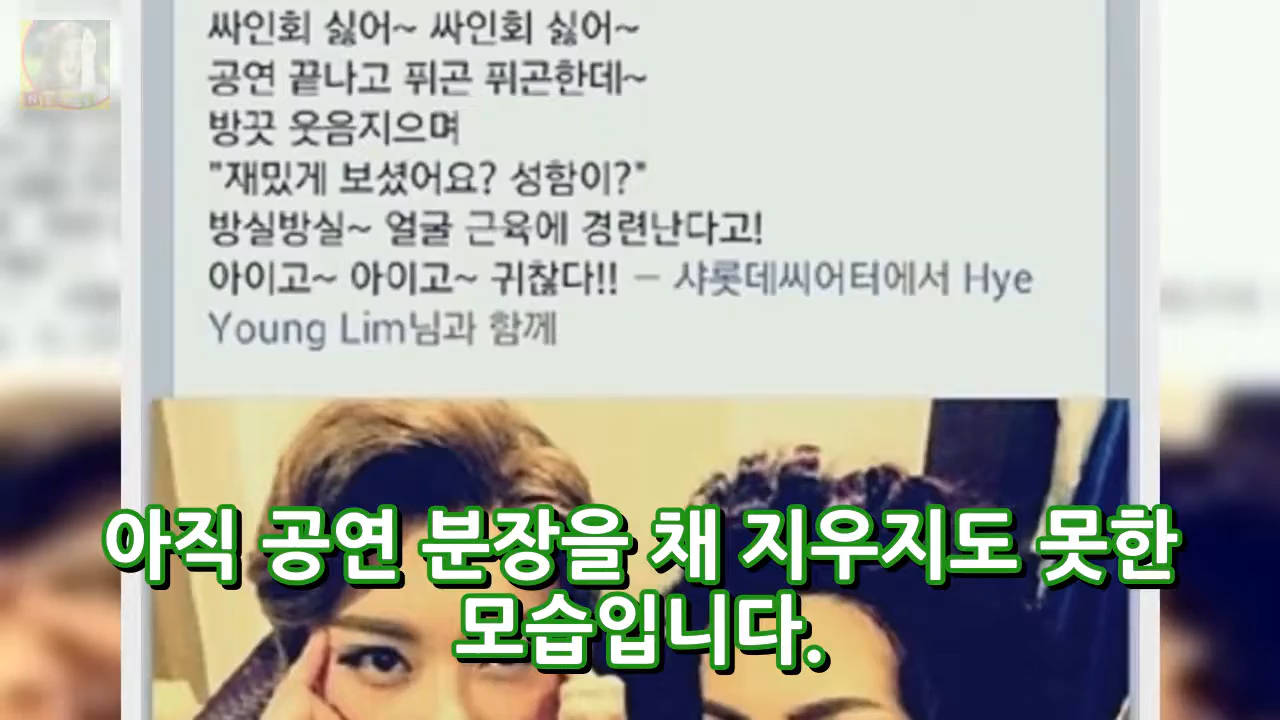 싸인회 싫어~ 싸인회 싫어~
공연 끝나고 퓌곤 퓌곤한데~
방끗 웃음지으며
"재밌게 보셨어요? 성함이?"
방실방실~ 얼굴 근육에 경련난다고!
아이고~ 아이고~ 귀찮다!! – 샤롯데씨어터에서 Hye
Young Lim님과 함께
아직 공연 분장을 채 지우지도 못한
모습입니다.